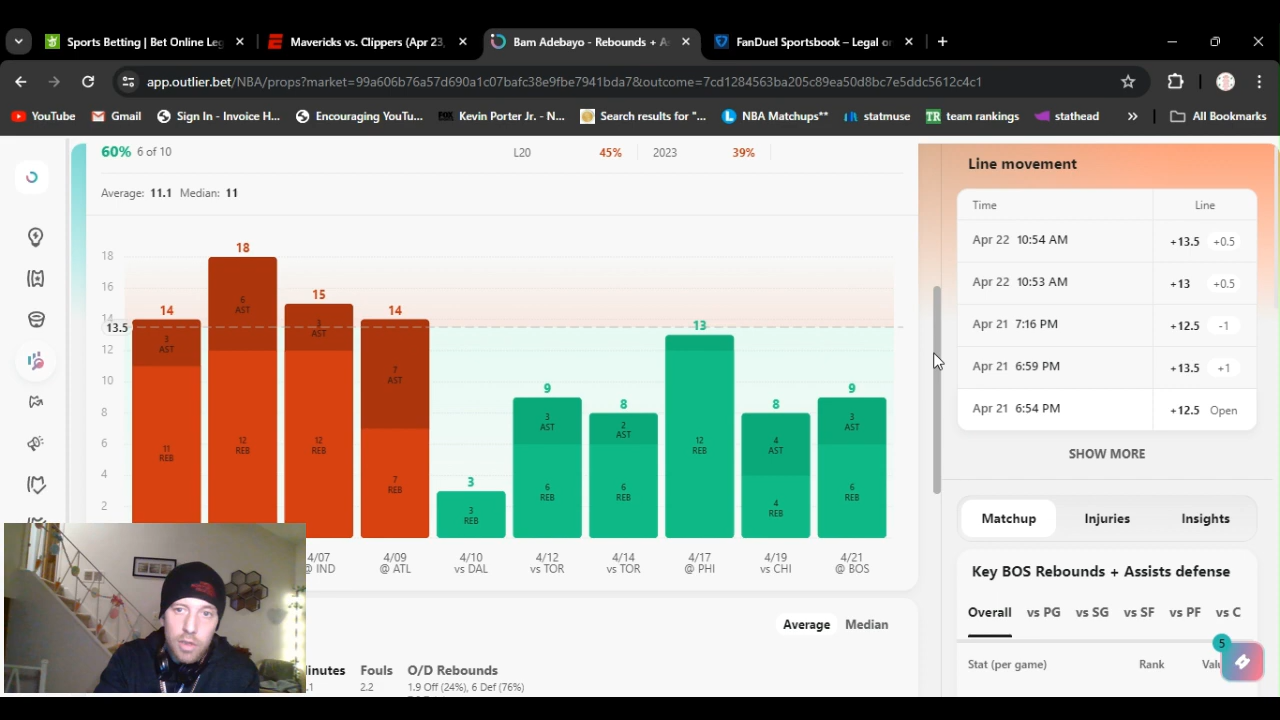 Sports Betting | Bet Online Leg
Mavericks vs. Clippers (Apr 23,
Bam Adebayo - Rebounds + A
FanDuel Sportsbook – Legal o
app.outlier.bet/NBA/props?market=99a606b76a57d690a1c07bafc38e9fbe7941bda7&outcome=7cd1284563ba205c89ea50d8bc7e5ddc5612c4c1
YouTube
Gmail
Sign In - Invoice H...
Encouraging YouTu...
Kevin Porter Jr. - N...
Search results for "...
NBA Matchups**
statmuse
TR team rankings
stathead
All Bookmarks
60% 6 of 10
L20 45% 2023 39%
Average: 11.1 Median: 11
18
16
14
13.5
12
10
8
6
4
2
14
3
AST
11
REB
18
6
AST
12
REB
15
3
AST
12
REB
14
7
AST
7
REB
3
3
REB
9
3
AST
6
REB
8
2
AST
6
REB
13
12
REB
8
4
AST
4
REB
9
3
AST
6
REB
4/07
@ IND
4/09
@ ATL
4/10
vs DAL
4/12
vs TOR
4/14
vs TOR
4/17
@ PHI
4/19
vs CHI
4/21
@ BOS
Average Median
inutes Fouls O/D Rebounds
.1 2.2 1.9 Off (24%), 6 Def (76%)
Line movement
Time Line
Apr 22 10:54 AM +13.5 +0.5
Apr 22 10:53 AM +13 +0.5
Apr 21 7:16 PM +12.5 -1
Apr 21 6:59 PM +13.5 +1
Apr 21 6:54 PM +12.5 Open
SHOW MORE
Matchup Injuries Insights
Key BOS Rebounds + Assists defense
Overall vs PG vs SG vs SF vs PF vs C
Stat (per game) Rank Valu
5